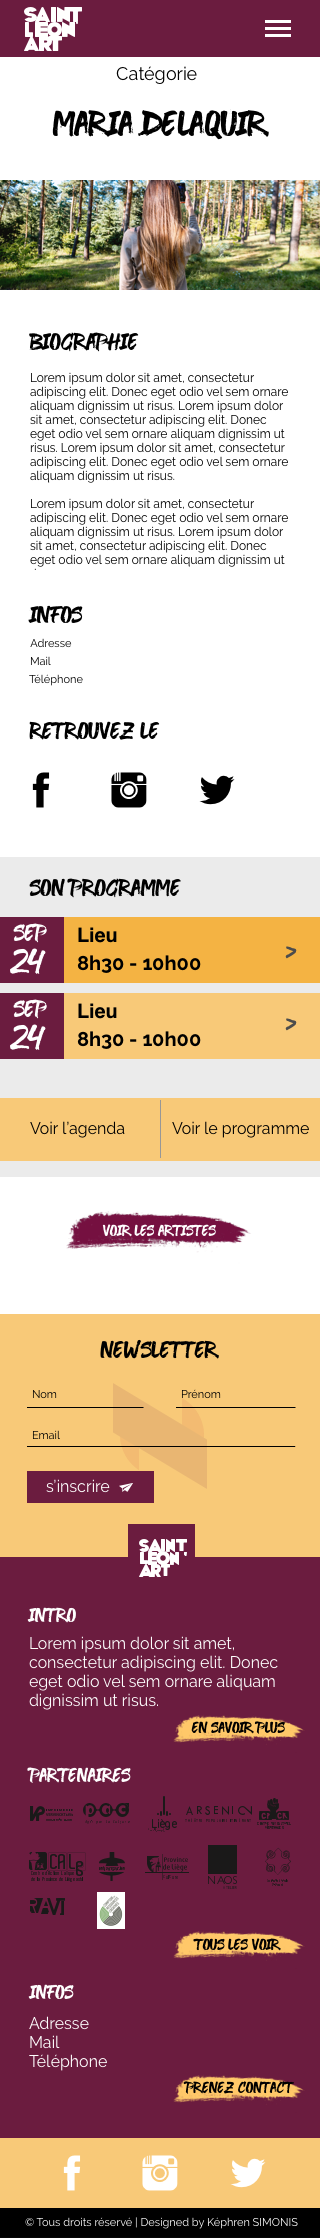 SAINT
LEON'
ART
Catégorie
MARIA DELAQUIR
BIOGRAPHIE
Lorem ipsum dolor sit amet, consectetur
adipiscing elit. Donec eget odio vel sem ornare
aliquam dignissim ut risus. Lorem ipsum dolor
sit amet, consectetur adipiscing elit. Donec
eget odio vel sem ornare aliquam dignissim ut
risus. Lorem ipsum dolor sit amet, consectetur
adipiscing elit. Donec eget odio vel sem ornare
aliquam dignissim ut risus.
Lorem ipsum dolor sit amet, consectetur
adipiscing elit. Donec eget odio vel sem ornare
aliquam dignissim ut risus. Lorem ipsum dolor
sit amet, consectetur adipiscing elit. Donec
eget odio vel sem ornare aliquam dignissim ut
INFOS
Adresse
Mail
Téléphone
RETROUVEZ LE
SON PROGRAMME
SEP
24
Lieu
8h30 - 10h00
>
SEP
24
Lieu
8h30 - 10h00
>
Voir l'agenda
Voir le programme
VOIR LES ARTISTES
NEWSLETTER
Nom
Prénom
Email
s'inscrire
SAINT
LEON'
ART
INTRO
Lorem ipsum dolor sit amet,
consectetur adipiscing elit. Donec
eget odio vel sem ornare aliquam
dignissim ut risus.
EN SAVOIR PLUS
PARTENAIRES
Liège
ARSENIC
Province
de Liège
RAVI
TOUS LES VOIR
INFOS
Adresse
Mail
Téléphone
PRENEZ CONTACT
© Tous droits réservé | Designed by Képhren SIMONIS